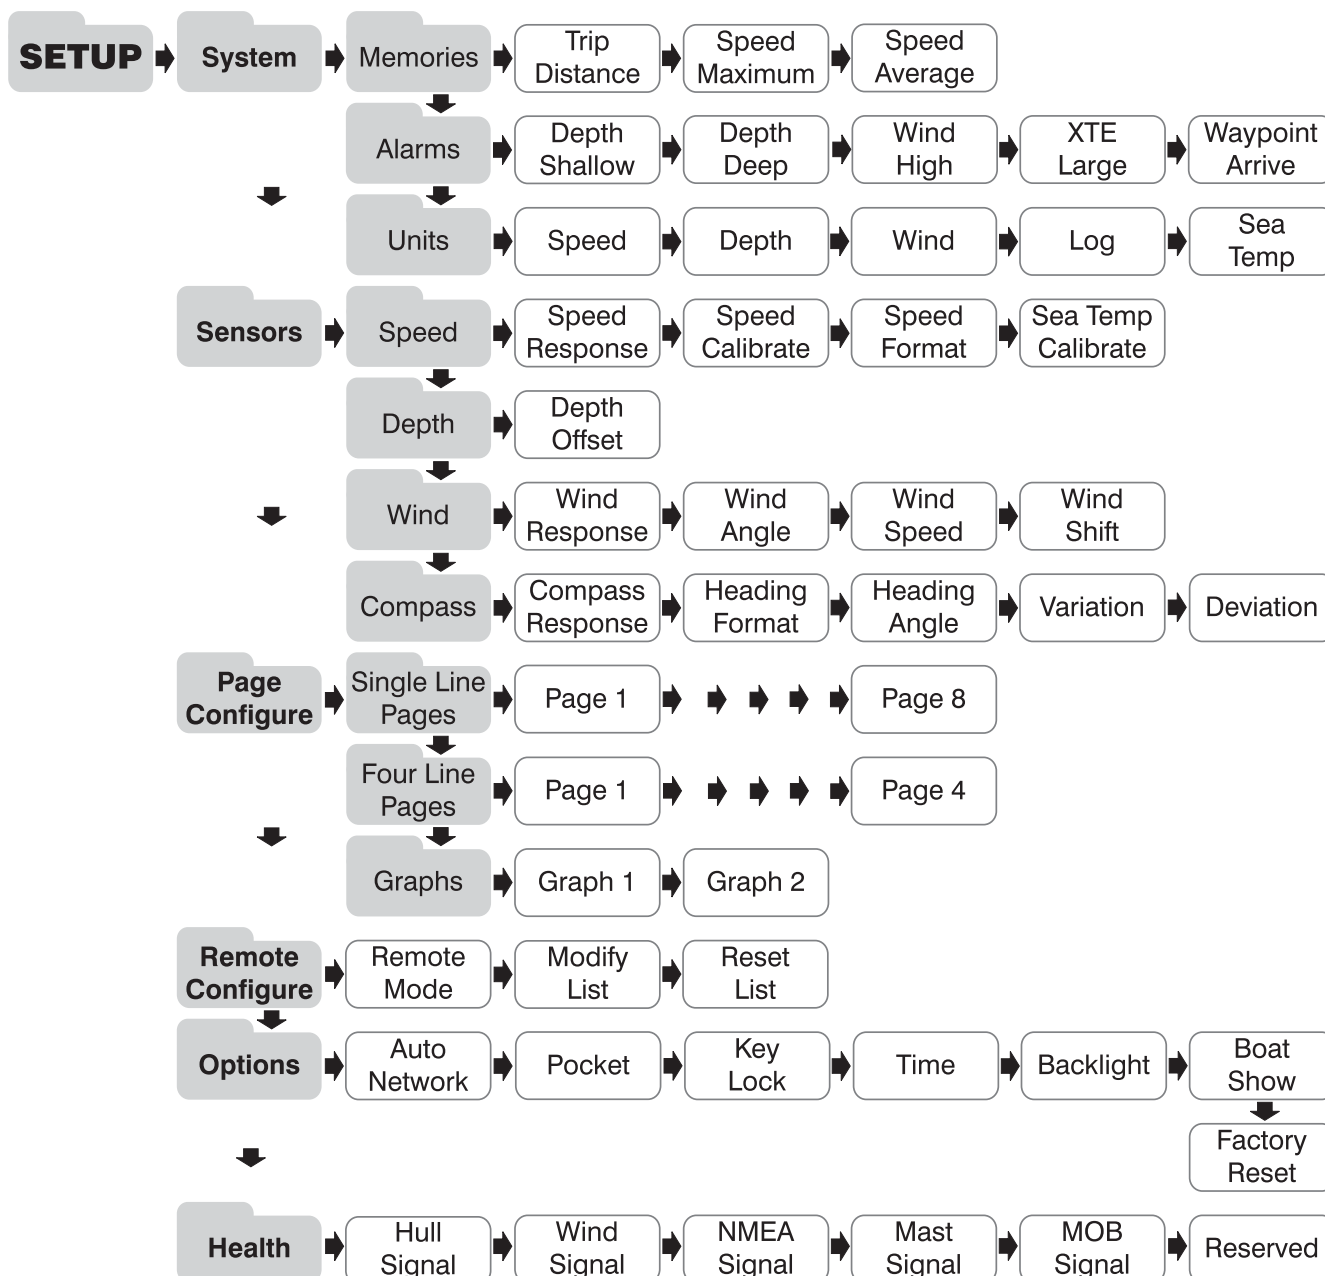 SETUP
System
Memories
Trip
Distance
Speed
Maximum
Speed
Average
Alarms
Depth
Shallow
Depth
Deep
Wind
High
XTE
Large
Waypoint
Arrive
Units
Speed
Depth
Wind
Log
Sea
Temp
Sensors
Speed
Speed
Response
Speed
Calibrate
Speed
Format
Sea Temp
Calibrate
Depth
Depth
Offset
Wind
Wind
Response
Wind
Angle
Wind
Speed
Wind
Shift
Compass
Compass
Response
Heading
Format
Heading
Angle
Variation
Deviation
Page
Configure
Single Line
Pages
Page 1
Page 8
Four Line
Pages
Page 1
Page 4
Graphs
Graph 1
Graph 2
Remote
Configure
Remote
Mode
Modify
List
Reset
List
Options
Auto
Network
Pocket
Key
Lock
Time
Backlight
Boat
Show
Factory
Reset
Health
Hull
Signal
Wind
Signal
NMEA
Signal
Mast
Signal
MOB
Signal
Reserved